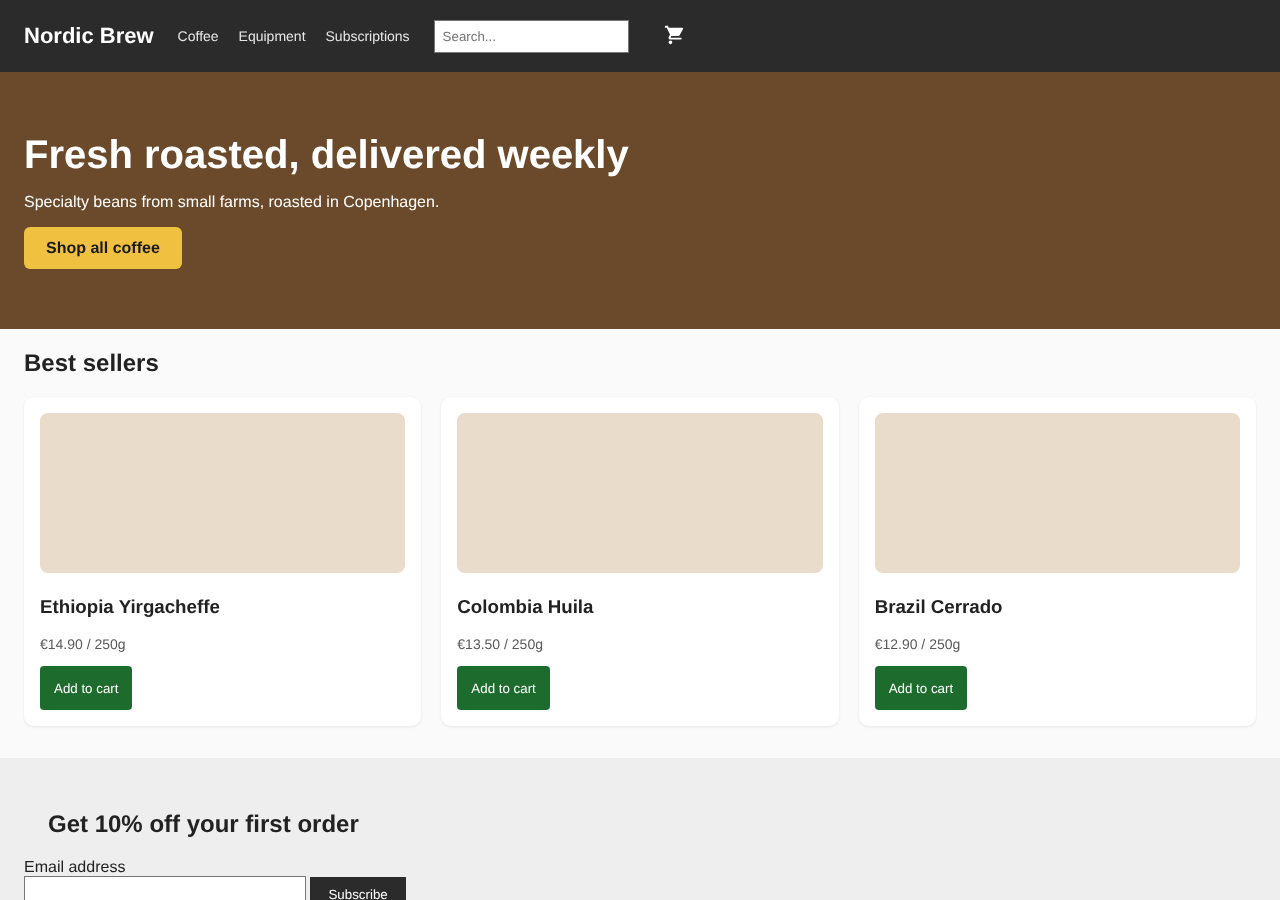 Nordic Brew Coffee Equipment Subscriptions Search...
Fresh roasted, delivered weekly
Specialty beans from small farms, roasted in Copenhagen.
Shop all coffee
Best sellers
Ethiopia Yirgacheffe
€14.90 / 250g
Add to cart
Colombia Huila
€13.50 / 250g
Add to cart
Brazil Cerrado
€12.90 / 250g
Add to cart
Get 10% off your first order
Email address
Subscribe